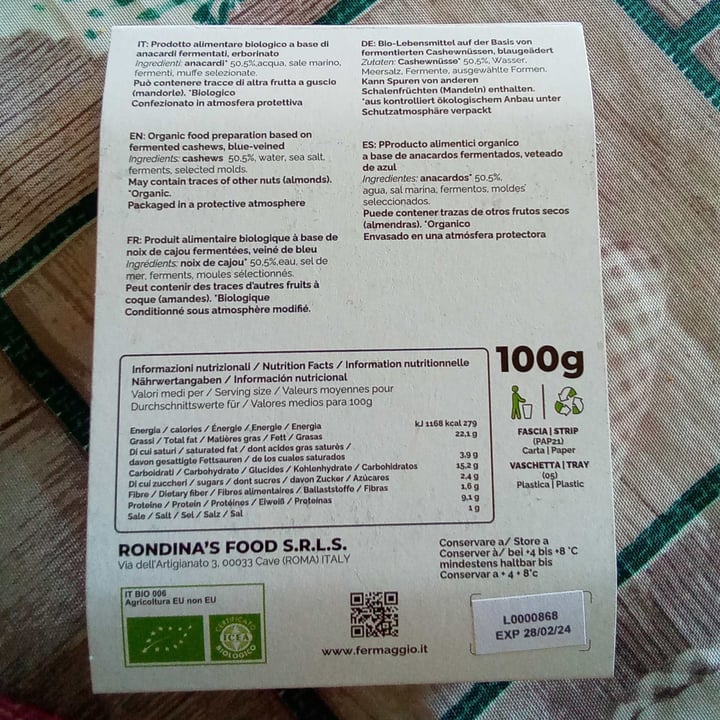 IT: Prodotto alimentare biologico a base di
anacardi fermentati, erborinato
Ingredienti: anacardi* 50.5%,acqua, sale marino,
fermenti, muffe selezionate.
Può contenere tracce di altra frutta a guscio
(mandorle). *Biologico
Confezionato in atmosfera protettiva
EN: Organic food preparation based on
fermented cashews, blue-veined
Ingredients: cashews 50.5%, water, sea salt,
ferments, selected molds.
May contain traces of other nuts (almonds).
*Organic.
Packaged in a protective atmosphere
FR: Produit alimentaire biologique à base de
noix de cajou fermentées, veiné de bleu
Ingrédients: noix de cajou* 50.5%,eau, sel de
mer, ferments, moules sélectionnés.
Peut contenir des traces d'autres fruits à
coque (amandes). *Biologique
Conditionné sous atmosphère modifié.
DE: Bio-Lebensmittel auf der Basis von
fermentierten Cashewnüssen, blaugeädert
Zutaten: Cashewnüsse* 50,5%, Wasser,
Meersalz, Fermente, ausgewählte Formen.
Kann Spuren von anderen
Schalenfrüchten (Mandeln) enthalten.
*aus kontrolliert ökologischem Anbau unter
Schutzatmosphäre verpackt
ES: PProducto alimentici organico
a base de anacardos fermentados, veteado
de azul
Ingredientes: anacardos* 50.5%,
agua, sal marina, fermentos, moldes
seleccionados.
Puede contener trazas de otros frutos secos
(almendras). *Organico
Envasado en una atmósfera protectora
Informazioni nutrizionali / Nutrition Facts / Information nutritionnelle
Nährwertangaben / Información nutricional
Valori medi per / Serving size / Valeurs moyennes pour
Durchschnittswerte für / Valores medios para 100g
Energia / calories / Énergie / Energie / Energia kJ 1168 kcal 279
Grassi / Total fat / Matières gras / Fett / Grasas 22,1 g
Di cui saturi / saturated fat / dont acides gras saturés /
davon gesattigte Fettsauren / de los cuales saturados 3,9 g
Carboidrati / Carbohydrate / Glucides / Kohlenhydrate / Carbohidratos 15,2 g
Di cui zuccheri / sugars / dont sucres / davon Zucker / Azúcares 2,4 g
Fibre / Dietary fiber / Fibres alimentaires / Ballaststoffe / Fibras 1,6 g
Proteine / Protein / Protéines / Eiweiß / Proteinas 9,1 g
Sale / Salt / Sel / Salz / Sal 1 g
100g
FASCIA | STRIP
(PAP21)
Carta | Paper
VASCHETTA | TRAY
(05)
Plastica | Plastic
RONDINA'S FOOD S.R.L.S.
Via dell'Artigianato 3, 00033 Cave (ROMA) ITALY
Conservare a/ Store a
Conserver à/ bei +4 bis +8 °C
mindestens haltbar bis
Conservar a + 4 + 8°c
IT BIO 006
Agricoltura EU non EU
CERTIFICATO
ICEA
BIOLOGICO
www.fermaggio.it
L0000868
EXP 28/02/24